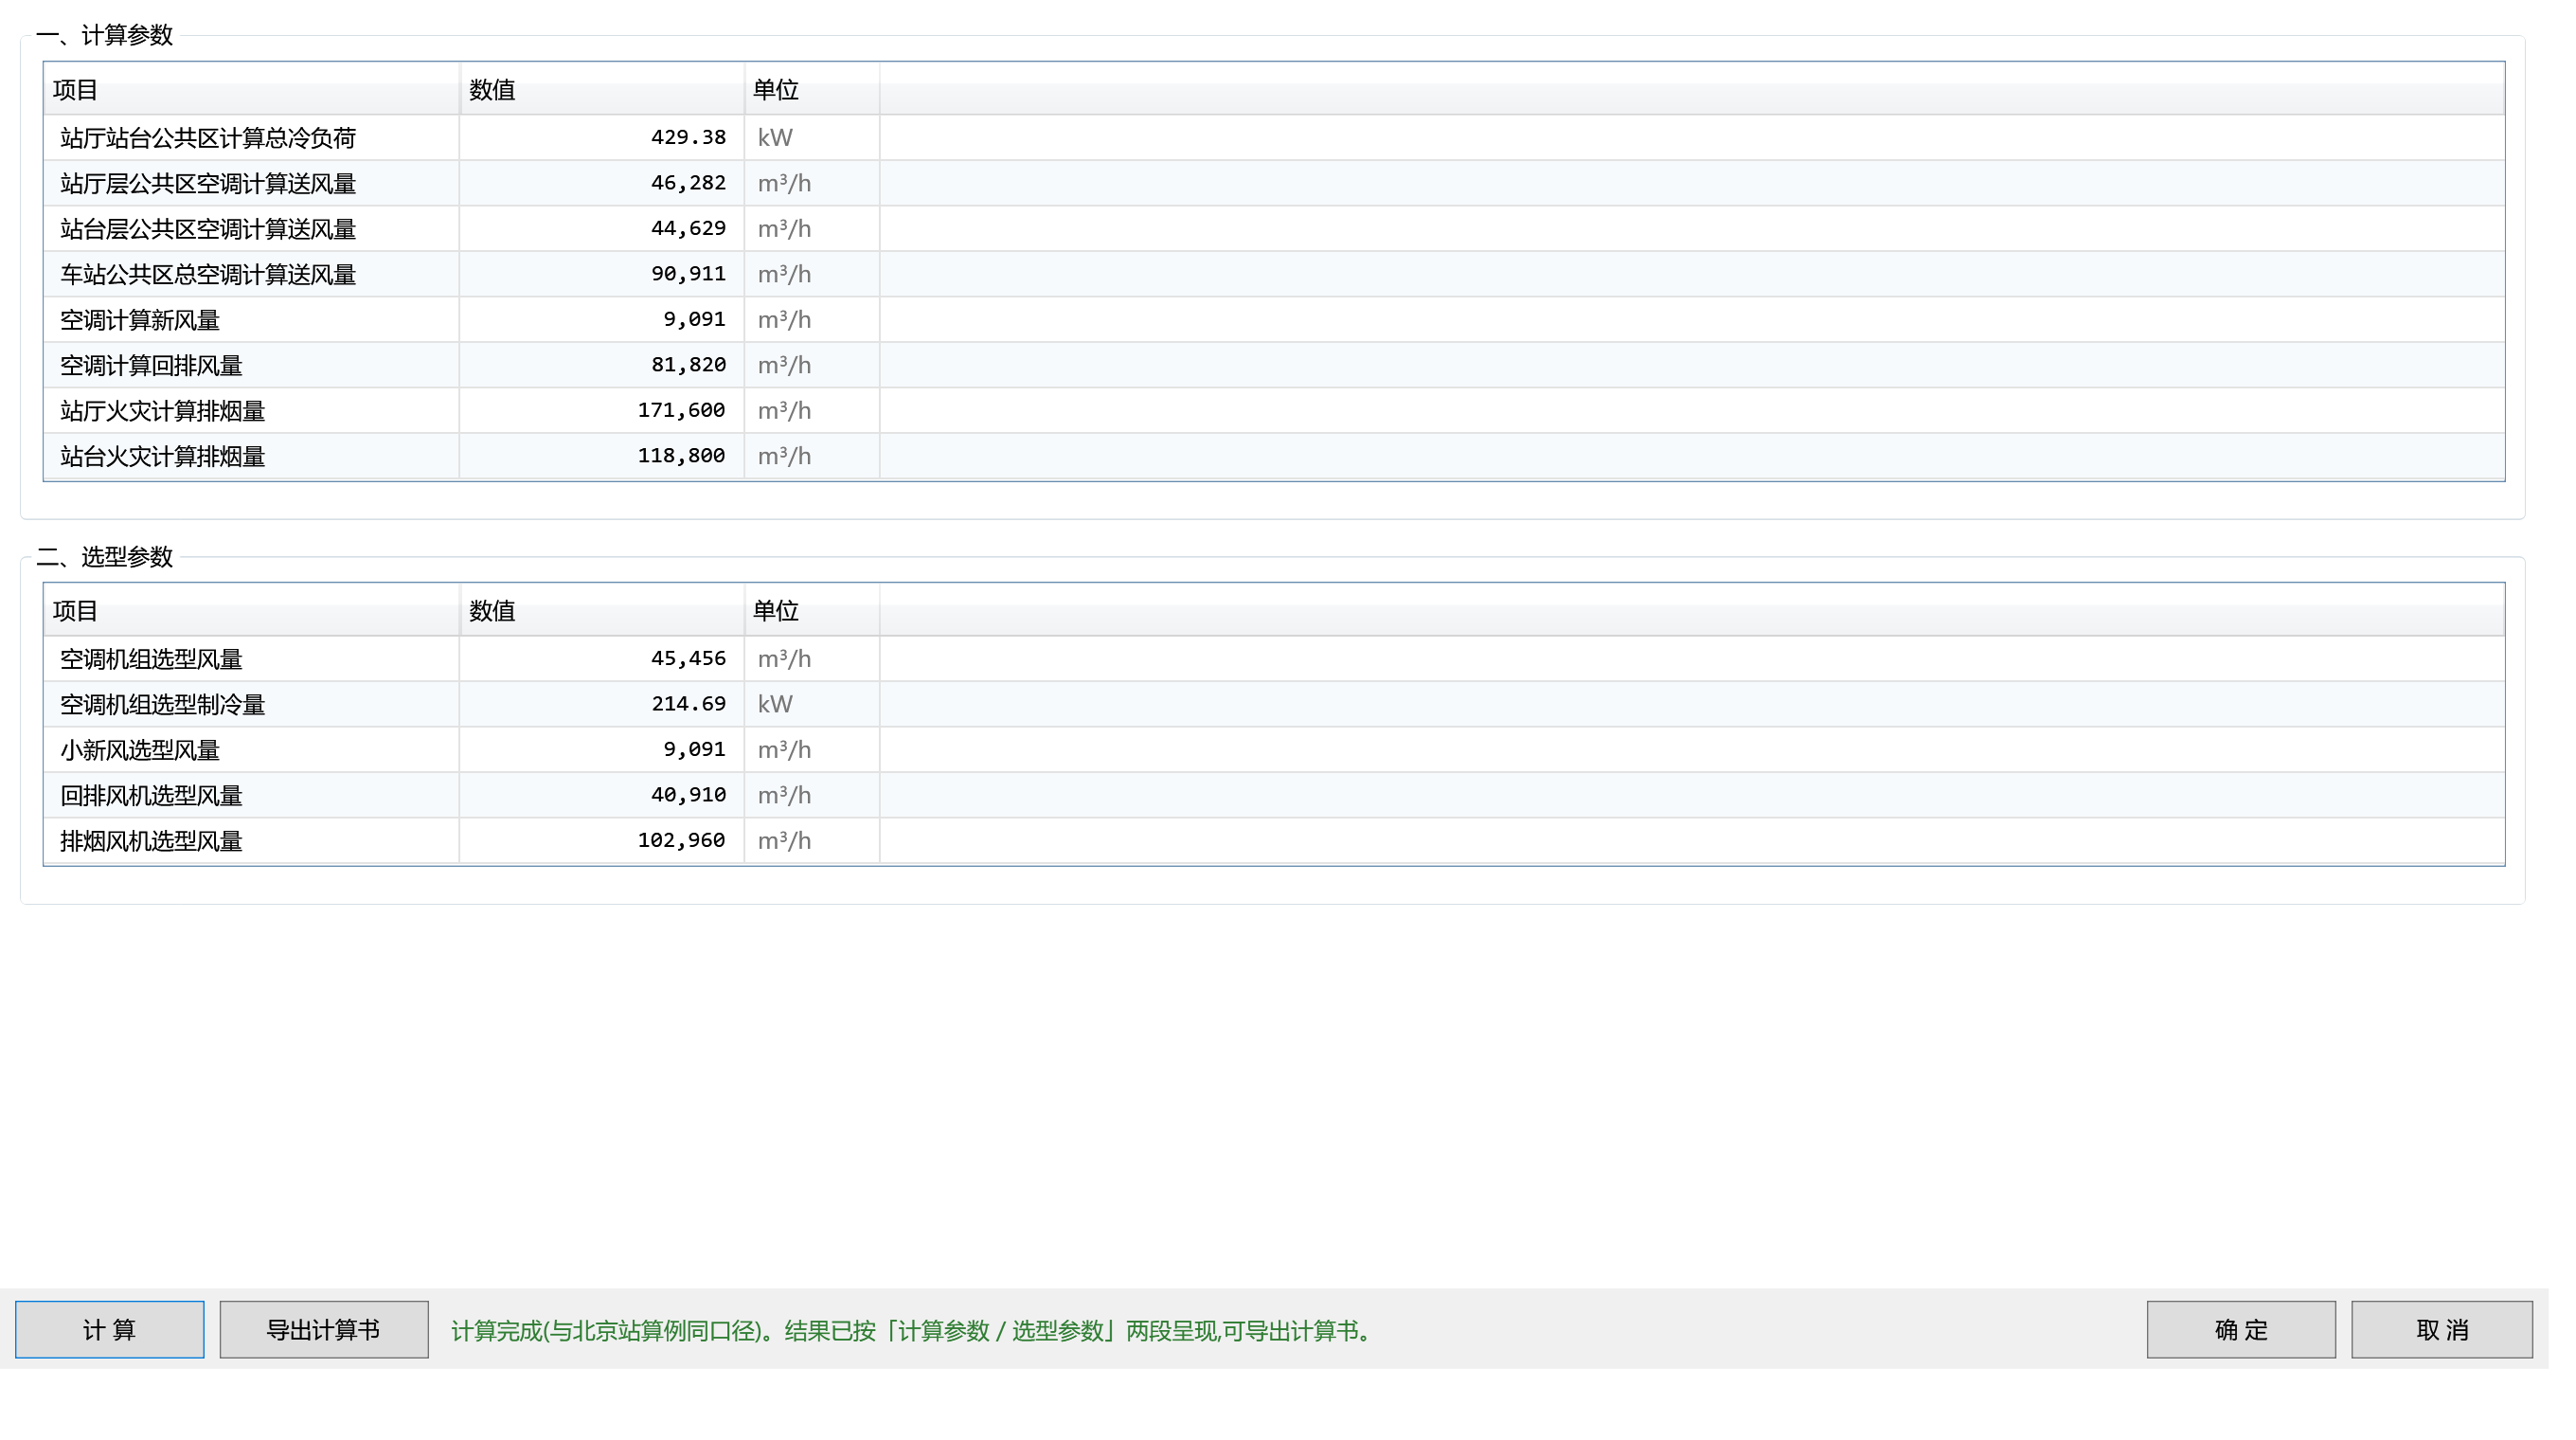 一、计算参数
项目 数值 单位
站厅站台公共区计算总冷负荷 429.38 kW
站厅层公共区空调计算送风量 46,282 m³/h
站台层公共区空调计算送风量 44,629 m³/h
车站公共区总空调计算送风量 90,911 m³/h
空调计算新风量 9,091 m³/h
空调计算回排风量 81,820 m³/h
站厅火灾计算排烟量 171,600 m³/h
站台火灾计算排烟量 118,800 m³/h
二、选型参数
项目 数值 单位
空调机组选型风量 45,456 m³/h
空调机组选型制冷量 214.69 kW
小新风选型风量 9,091 m³/h
回排风机选型风量 40,910 m³/h
排烟风机选型风量 102,960 m³/h
计 算 导出计算书 计算完成(与北京站算例同口径)。结果已按「计算参数 / 选型参数」两段呈现,可导出计算书。 确 定 取 消